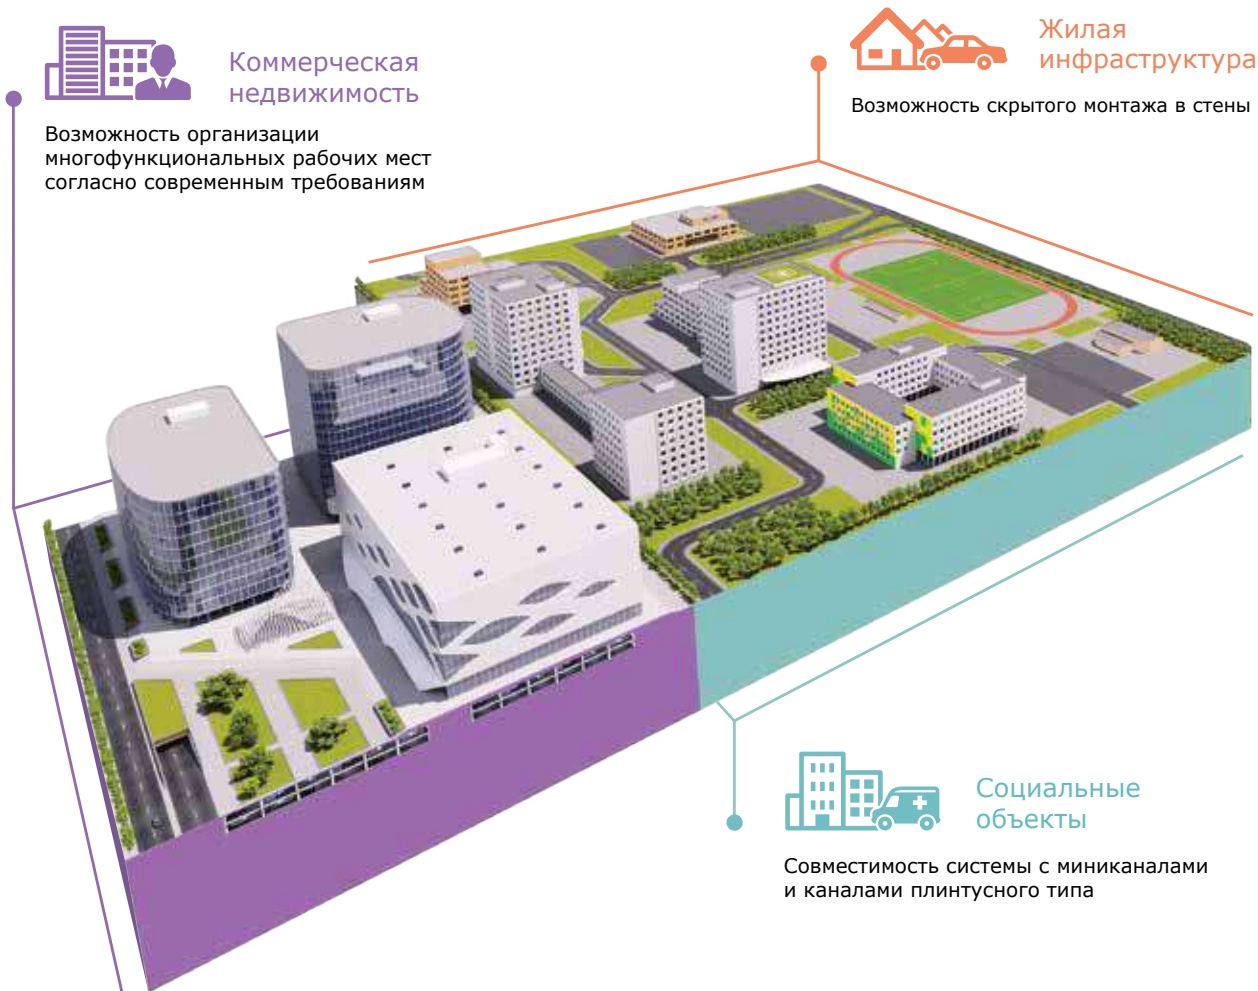 Коммерческая
недвижимость
Возможность организации
многофункциональных рабочих мест
согласно современным требованиям
Жилая
инфраструктура
Возможность скрытого монтажа в стены
Социальные
объекты
Совместимость системы с миниканалами
и каналами плинтусного типа